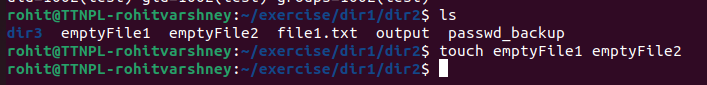 rohit@TTNPL-rohitvarshney:~/exercise/dir1/dir2$ ls
dir3 emptyFile1 emptyFile2 file1.txt output passwd_backup
rohit@TTNPL-rohitvarshney:~/exercise/dir1/dir2$ touch emptyFile1 emptyFile2
rohit@TTNPL-rohitvarshney:~/exercise/dir1/dir2$